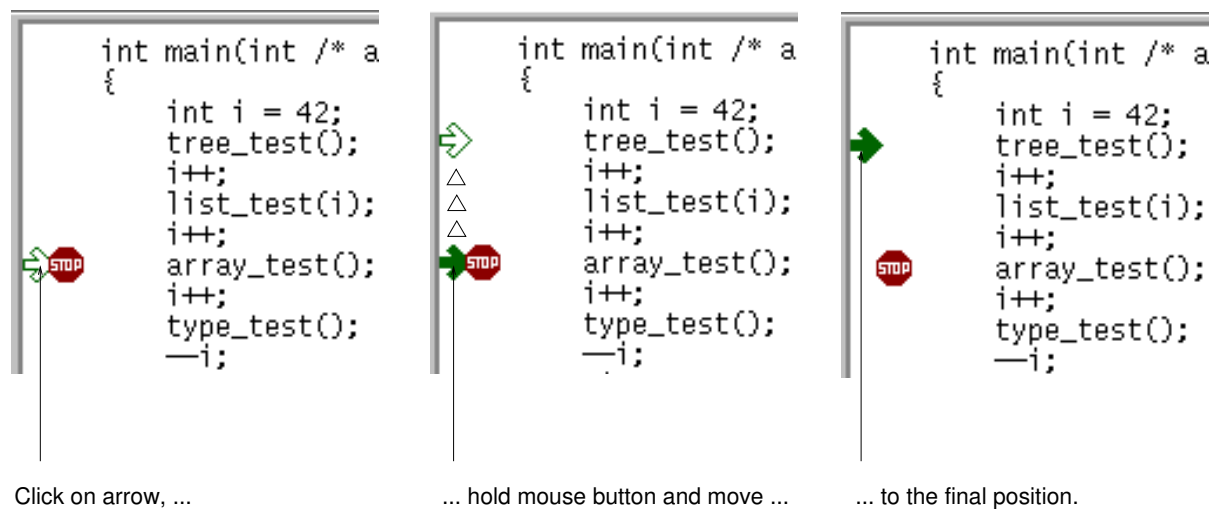 int main(int /* a
{
int i = 42;
tree_test();
i++;
list_test(i);
i++;
STOP
array_test();
i++;
type_test();
--i;
Click on arrow, ...
int main(int /* a
{
int i = 42;
tree_test();
i++;
list_test(i);
i++;
STOP
array_test();
i++;
type_test();
--i;
... hold mouse button and move ...
int main(int /* a
{
int i = 42;
tree_test();
i++;
list_test(i);
i++;
STOP
array_test();
i++;
type_test();
--i;
... to the final position.